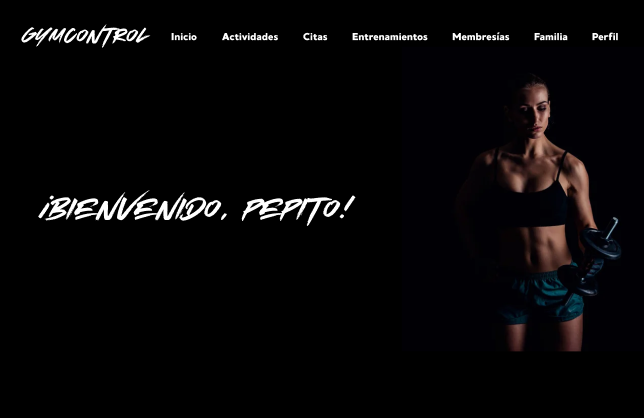 GYMCONTROL Inicio Actividades Citas Entrenamientos Membresías Familia Perfil
¡BIENVENIDO, PEPITO!